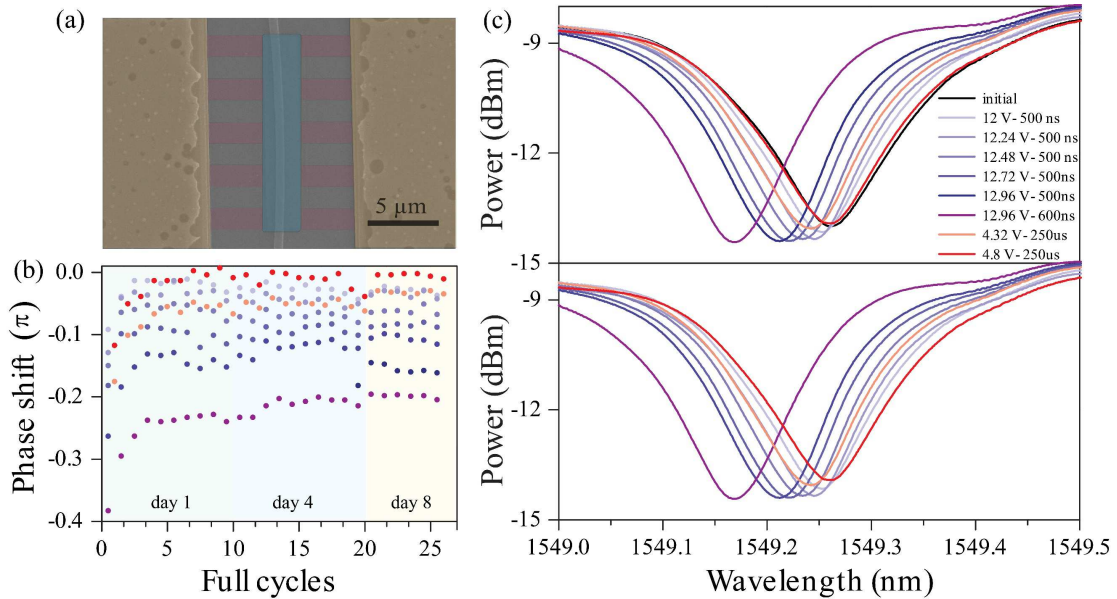 (a)
5 µm
(b)
0.0
-0.1
-0.2
-0.3
-0.4
Phase shift (π)
day 1
day 4
day 8
0
5
10
15
20
25
Full cycles
(c)
-9
-12
-15
Power (dBm)
initial
12 V- 500 ns
12.24 V- 500 ns
12.48 V- 500 ns
12.72 V- 500ns
12.96 V- 500ns
12.96 V- 600ns
4.32 V- 250us
4.8 V- 250us
-9
-12
-15
Power (dBm)
1549.0
1549.1
1549.2
1549.3
1549.4
1549.5
Wavelength (nm)